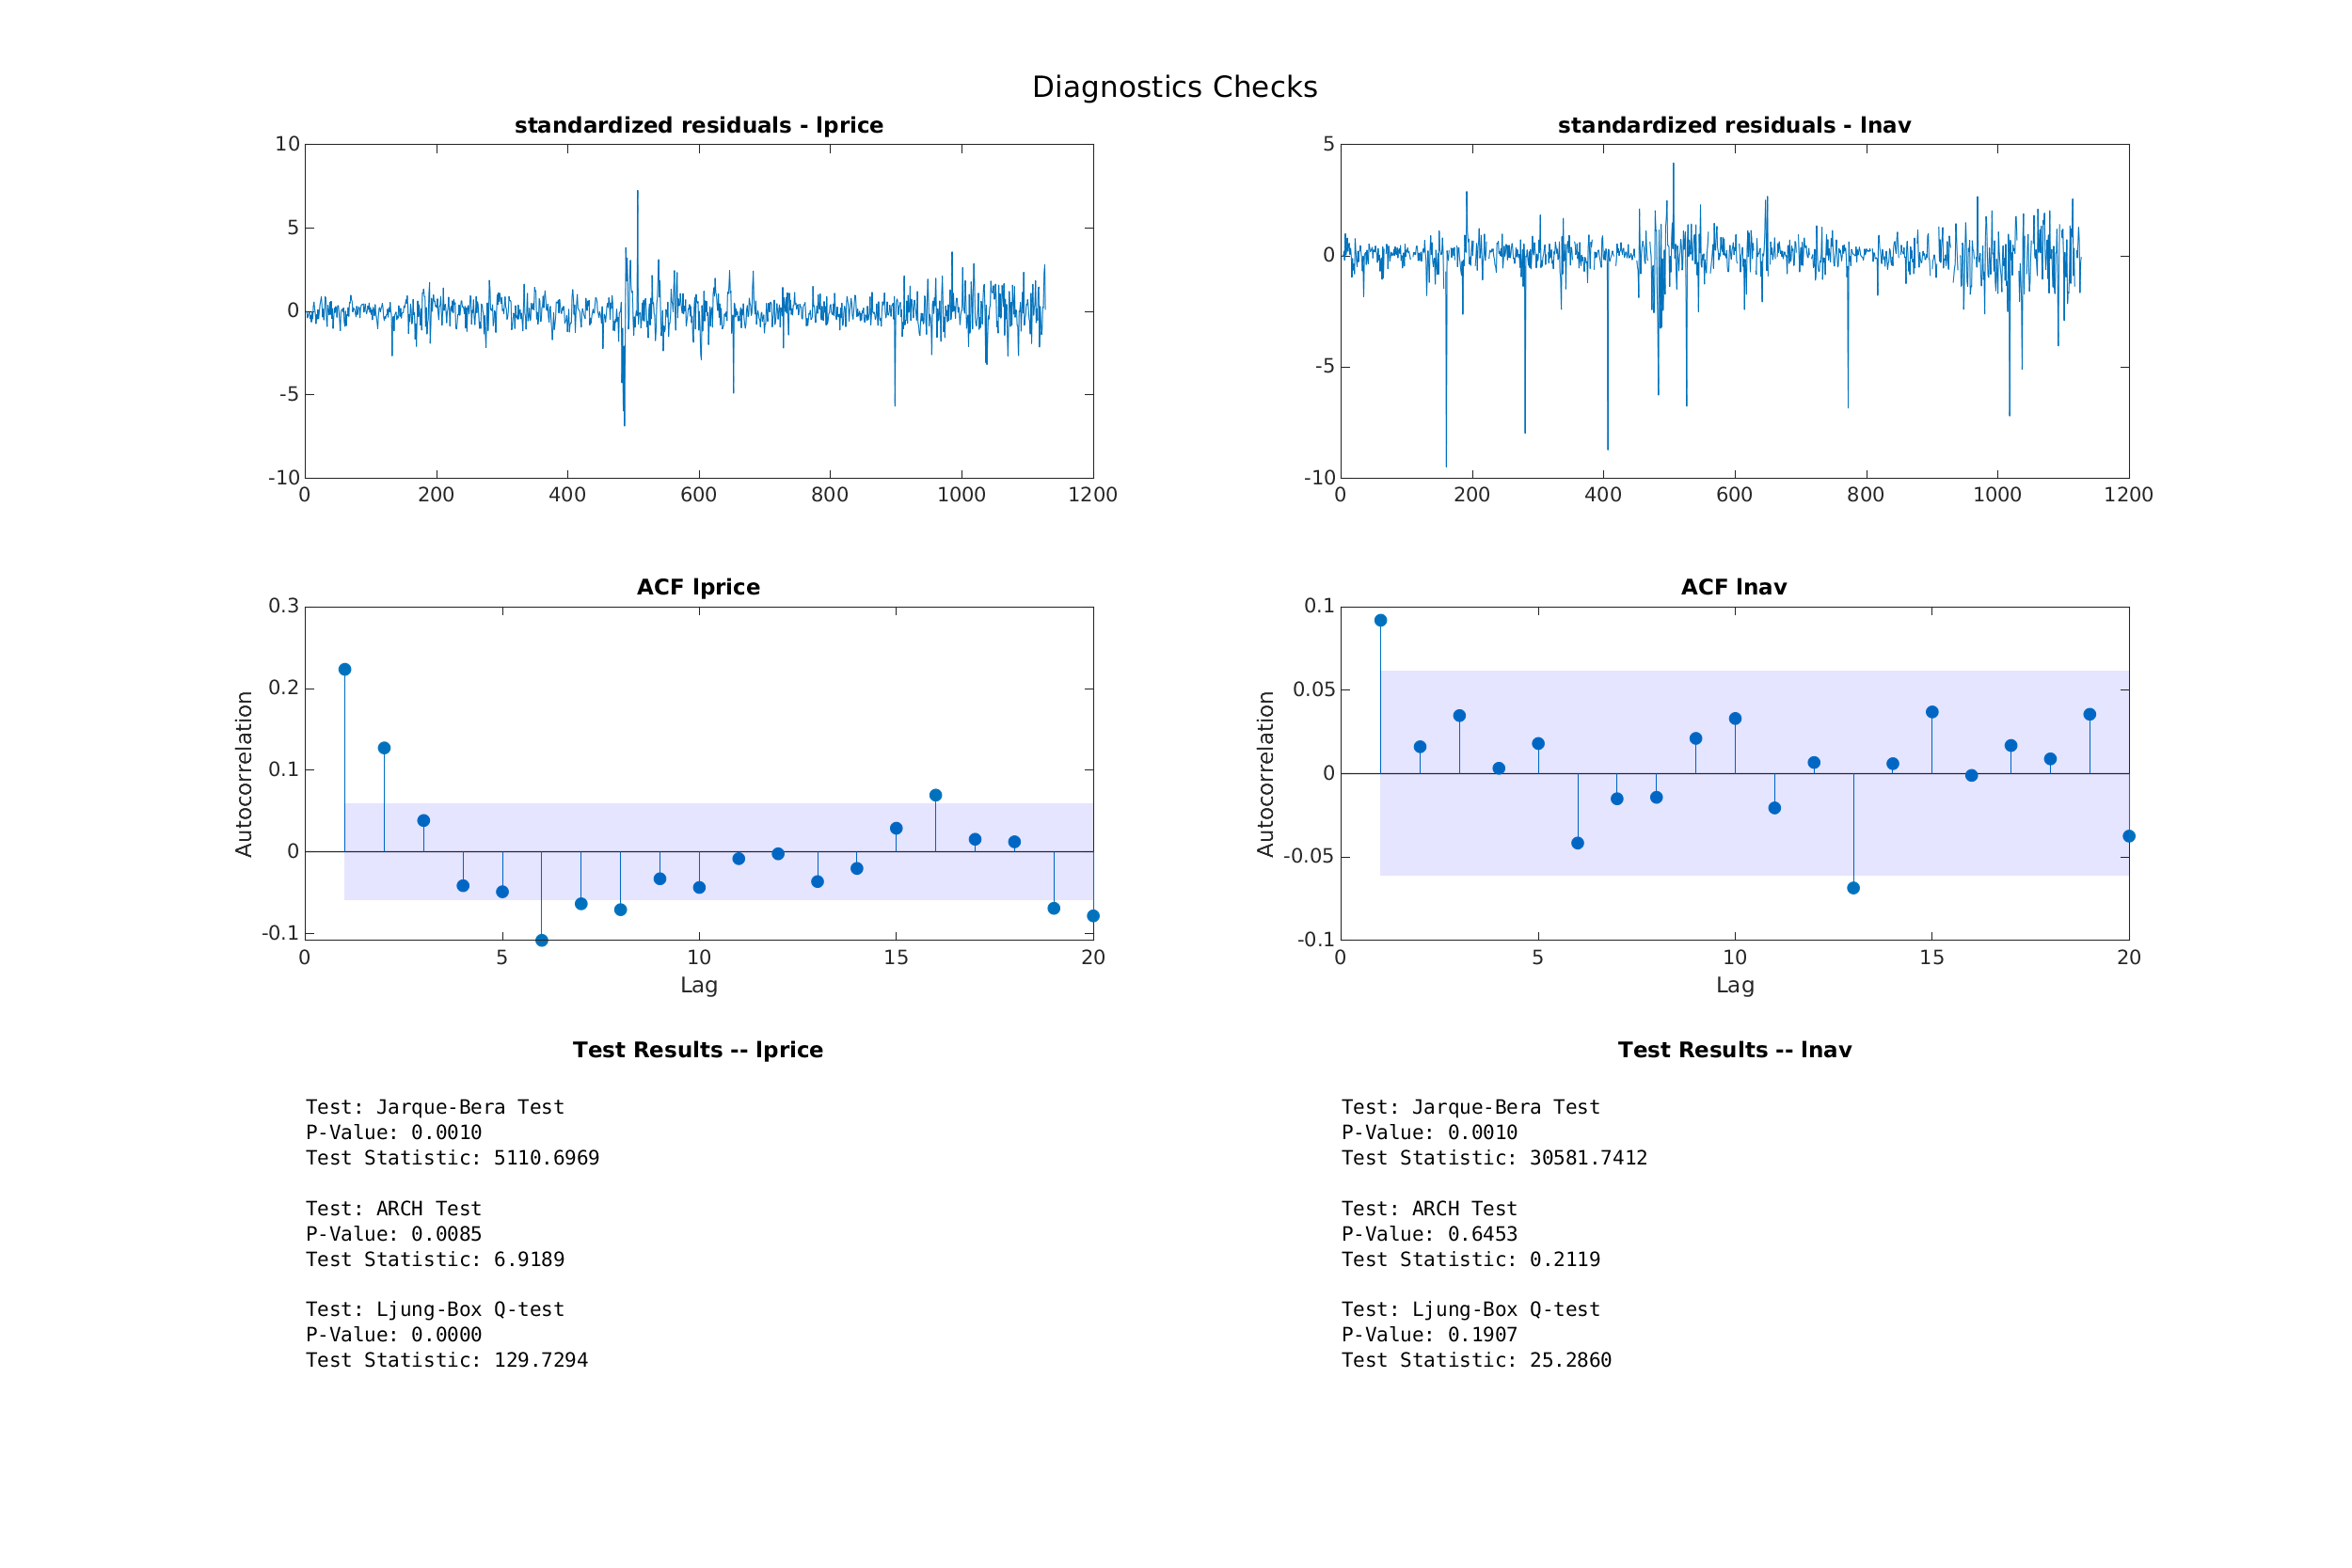 Diagnostics Checks
standardized residuals - lprice
10
5
0
-5
-10
0 200 400 600 800 1000 1200
standardized residuals - lnav
5
0
-5
-10
0 200 400 600 800 1000 1200
ACF lprice
Autocorrelation
0.3
0.2
0.1
0
-0.1
0 5 10 15 20
Lag
ACF lnav
Autocorrelation
0.1
0.05
0
-0.05
-0.1
0 5 10 15 20
Lag
Test Results -- lprice
Test: Jarque-Bera Test
P-Value: 0.0010
Test Statistic: 5110.6969
Test: ARCH Test
P-Value: 0.0085
Test Statistic: 6.9189
Test: Ljung-Box Q-test
P-Value: 0.0000
Test Statistic: 129.7294
Test Results -- lnav
Test: Jarque-Bera Test
P-Value: 0.0010
Test Statistic: 30581.7412
Test: ARCH Test
P-Value: 0.6453
Test Statistic: 0.2119
Test: Ljung-Box Q-test
P-Value: 0.1907
Test Statistic: 25.2860